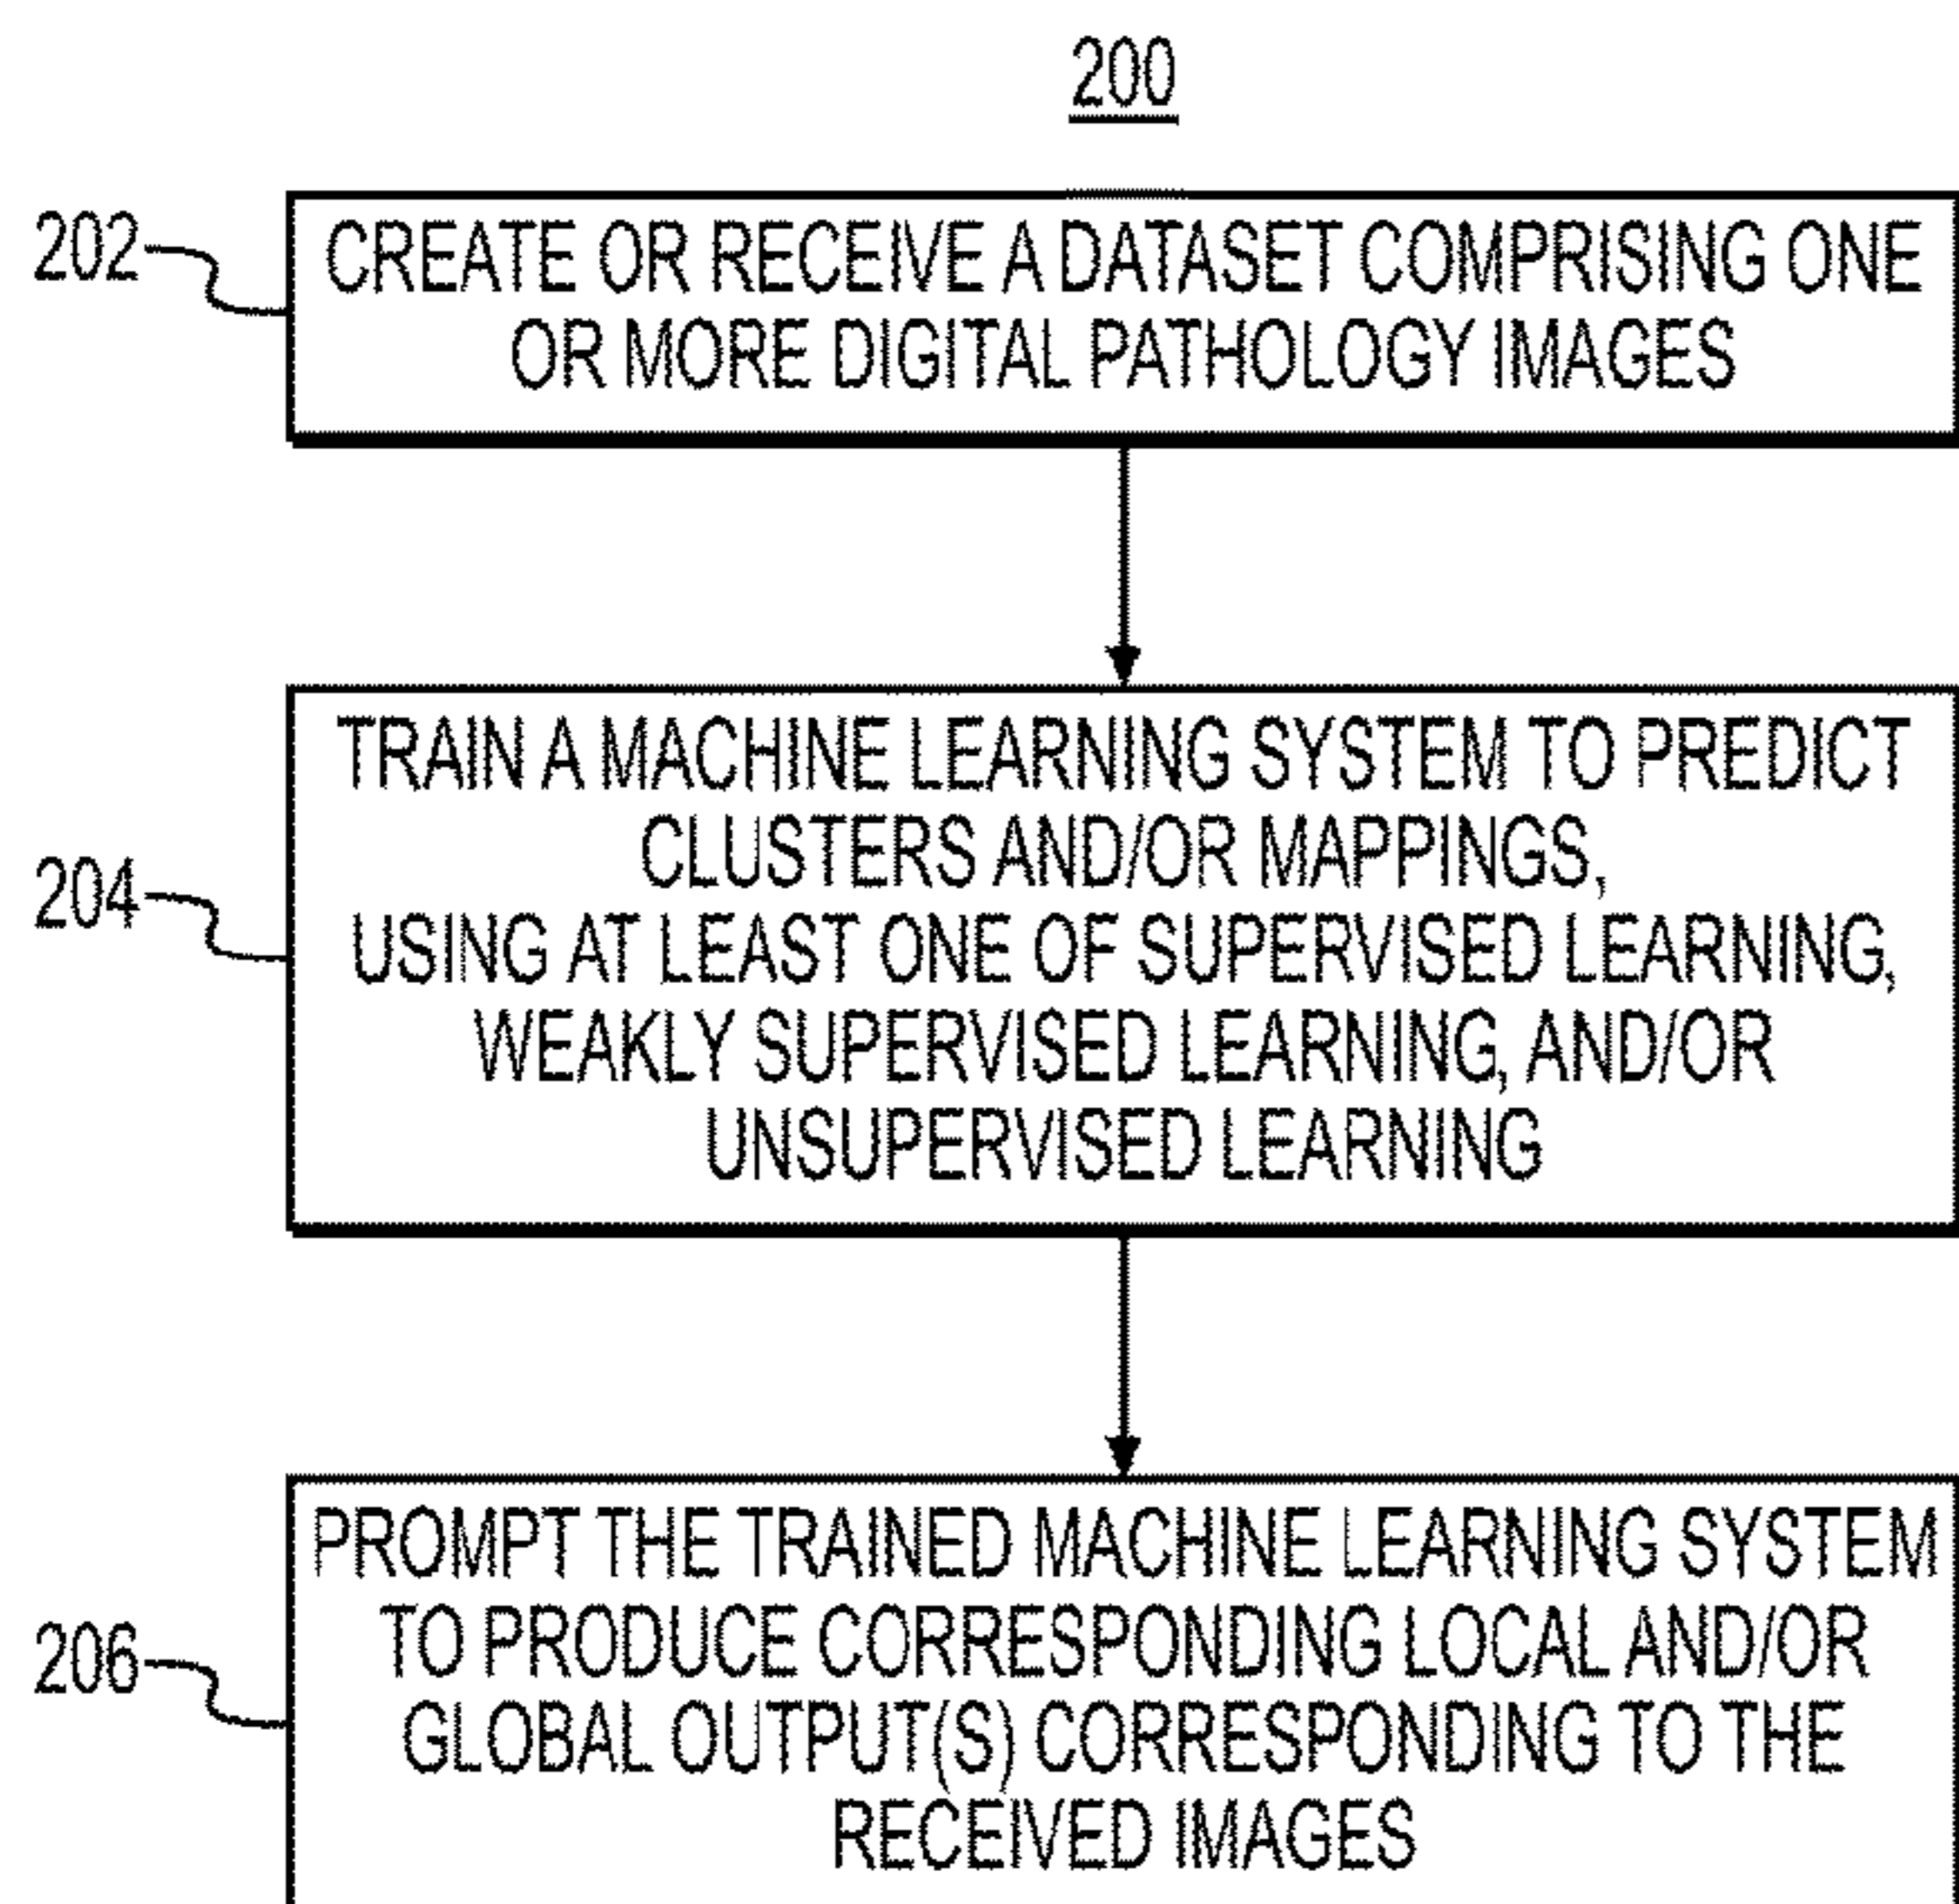 200
202
CREATE OR RECEIVE A DATASET COMPRISING ONE
OR MORE DIGITAL PATHOLOGY IMAGES
204
TRAIN A MACHINE LEARNING SYSTEM TO PREDICT
CLUSTERS AND/OR MAPPINGS,
USING AT LEAST ONE OF SUPERVISED LEARNING,
WEAKLY SUPERVISED LEARNING, AND/OR
UNSUPERVISED LEARNING
206
PROMPT THE TRAINED MACHINE LEARNING SYSTEM
TO PRODUCE CORRESPONDING LOCAL AND/OR
GLOBAL OUTPUT(S) CORRESPONDING TO THE
RECEIVED IMAGES